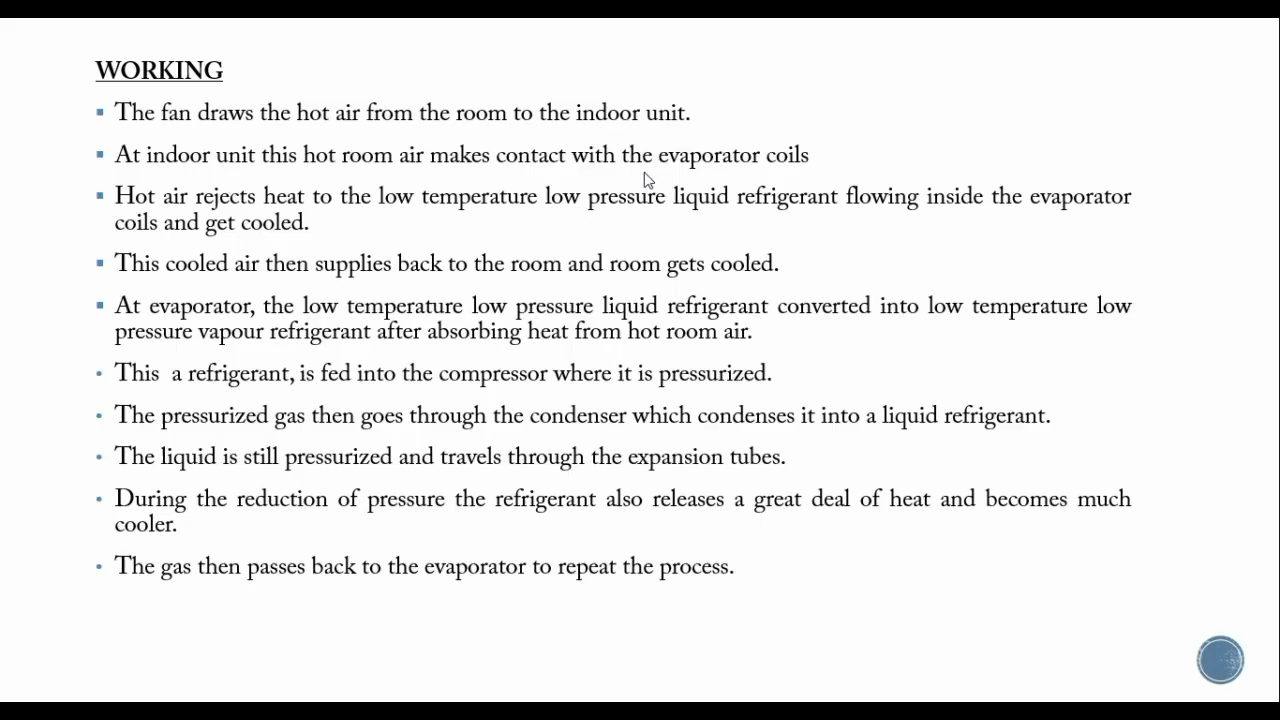 WORKING
The fan draws the hot air from the room to the indoor unit.
At indoor unit this hot room air makes contact with the evaporator coils
Hot air rejects heat to the low temperature low pressure liquid refrigerant flowing inside the evaporator
coils and get cooled.
This cooled air then supplies back to the room and room gets cooled.
At evaporator, the low temperature low pressure liquid refrigerant converted into low temperature low
pressure vapour refrigerant after absorbing heat from hot room air.
This  a refrigerant, is fed into the compressor where it is pressurized.
The pressurized gas then goes through the condenser which condenses it into a liquid refrigerant.
The liquid is still pressurized and travels through the expansion tubes.
During the reduction of pressure the refrigerant also releases a great deal of heat and becomes much
cooler.
The gas then passes back to the evaporator to repeat the process.